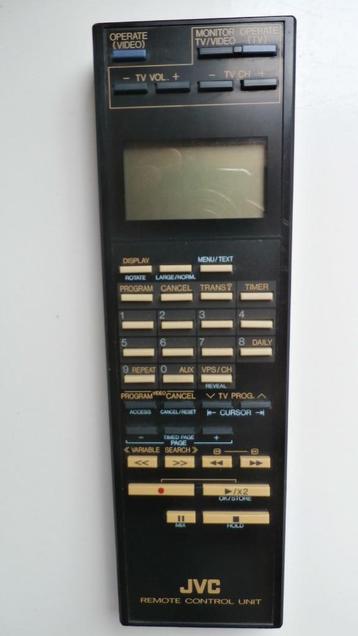 OPERATE (VIDEO)
MONITOR TV/VIDEO
OPERATE (TV)
− TV VOL. +
− TV CH +
DISPLAY
MENU/TEXT
ROTATE
LARGE/NORM.
PROGRAM CANCEL TRANS TIMER
1 2 3 4
5 6 7 8 DAILY
9 REPEAT 0 AUX VPS/CH
REVEAL
PROGRAM VIDEO CANCEL TV PROG.
ACCESS CANCEL/RESET CURSOR
− TIMED PAGE +
PAGE
VARIABLE SEARCH
<< >> ◀◀ ▶▶
● ▶/X2
OK/STORE
MIX HOLD
JVC
REMOTE CONTROL UNIT